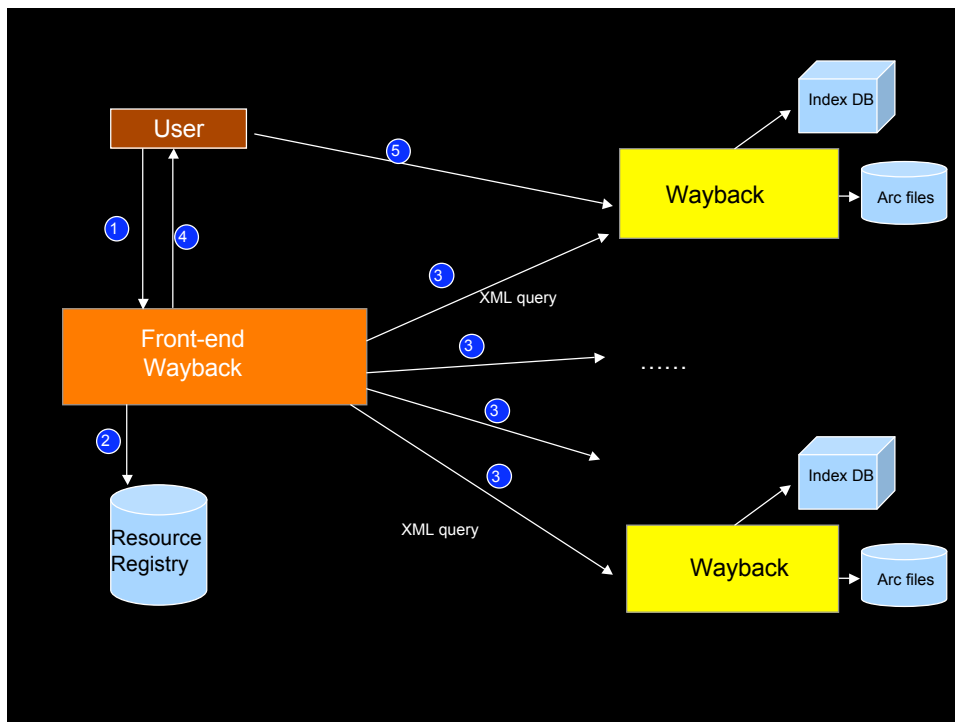 Index DB
User
5
Wayback
Arc files
1
4
3
XML query
Front-end
Wayback
3
......
3
2
3
Index DB
Resource
Registry
XML query
Wayback
Arc files